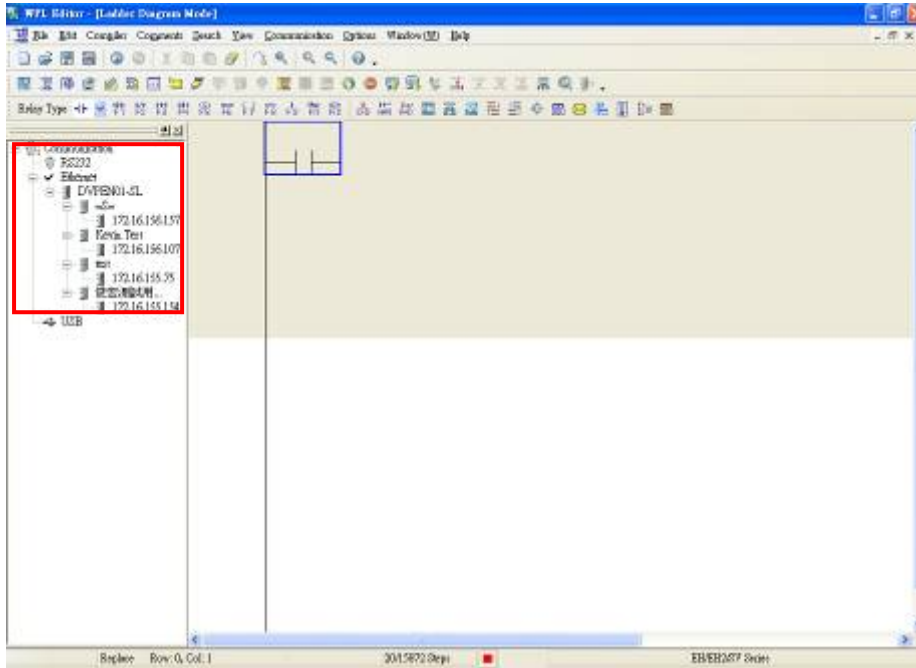 WPL Editor - [Ladder Diagram Mode]
File Edit Compiler Comments Search View Communication Options Window(W) Help
Relay Type
Communication
RS232
Ethernet
DVPEN01-SL
172.16.156.157
Kevin Test
172.16.156.107
test
172.16.155.75
172.16.155.154
USB
Replace Row: 0, Col: 1 20/15872 Steps EH/EH2/SV Series